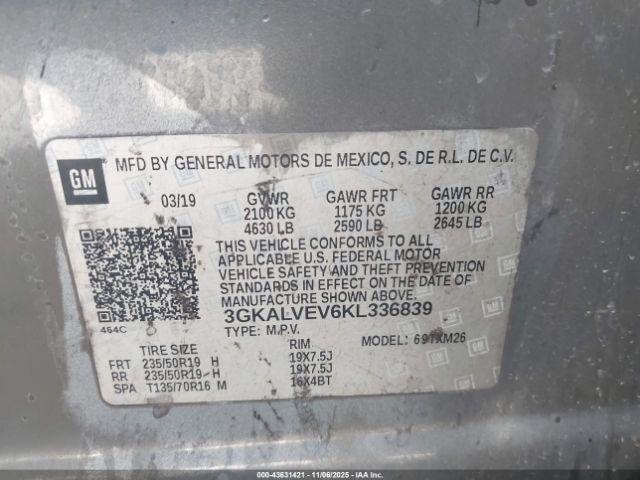 GM
MFD BY GENERAL MOTORS DE MEXICO, S. DE R.L. DE C.V.
03/19 GVWR GAWR FRT GAWR RR
2100 KG 1175 KG 1200 KG
4630 LB 2590 LB 2645 LB
THIS VEHICLE CONFORMS TO ALL
APPLICABLE U.S. FEDERAL MOTOR
VEHICLE SAFETY AND THEFT PREVENTION
STANDARDS IN EFFECT ON THE DATE OF
MANUFACTURE SHOWN ABOVE.
3GKALVEV6KL336839
464C
TYPE: M.P.V. MODEL: 69TXM26
TIRE SIZE RIM
FRT 235/50R19 H 19X7.5J
RR 235/50R19 H 19X7.5J
SPA T135/70R16 M 16X4BT
000-43631421 - 11/06/2025 - IAAI.COM